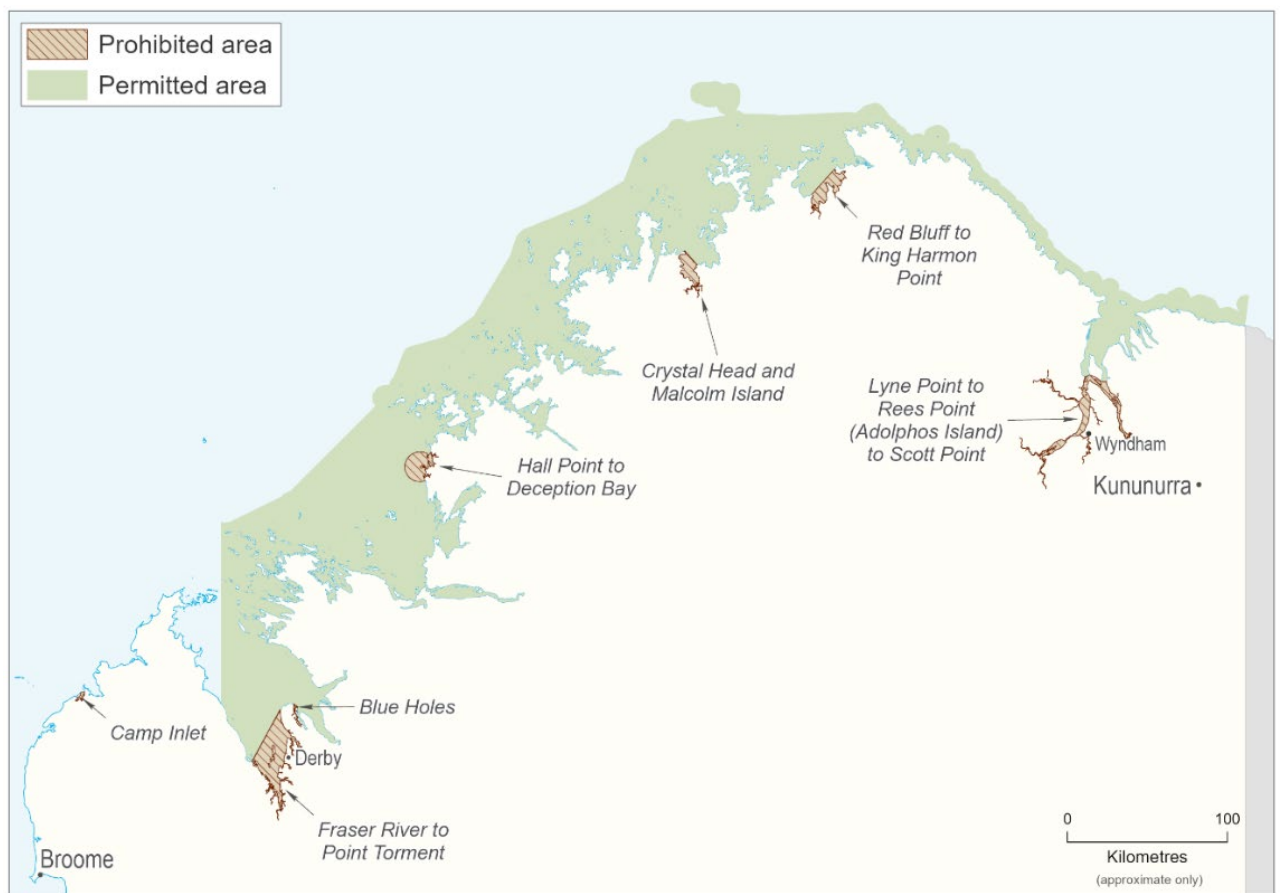 Prohibited area
Permitted area
Red Bluff to
King Harmon
Point
Crystal Head and
Malcolm Island
Lyne Point to
Rees Point
(Adolphos Island)
to Scott Point
Wyndham
Kununurra
Hall Point to
Deception Bay
Blue Holes
Camp Inlet
Derby
Fraser River to
Point Torment
Broome
0 100
Kilometres
(approximate only)